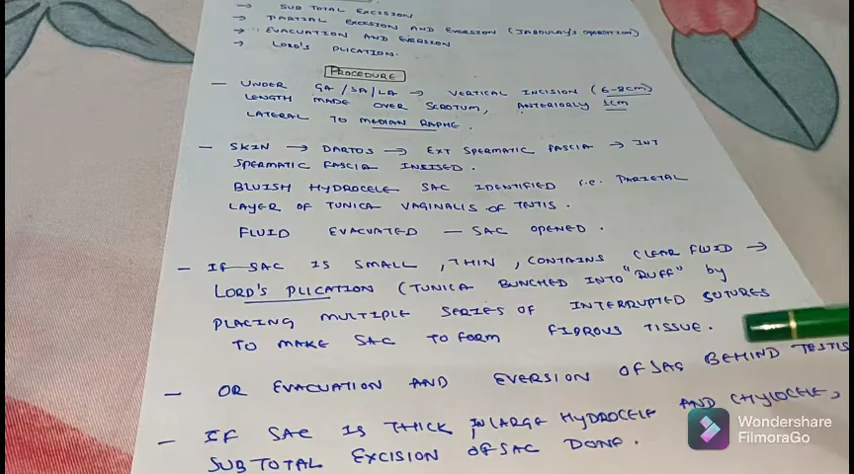 → SUB TOTAL EXCISION
→ PARTIAL EXCISION AND EVERSION (JABOULAY'S OPERATION)
→ EVACUATION AND EVERSION
→ LORD'S PLICATION.
PROCEDURE
- UNDER GA/SA/LA → VERTICAL INCISION (6-8cm)
LENGTH MADE OVER SCROTUM, ANTERIORLY 1cm
LATERAL TO MEDIAN RAPHE.
- SKIN → DARTOS → EXT SPERMATIC FASCIA → INT
SPERMATIC FASCIA INCISED.
BLUISH HYDROCELE SAC IDENTIFIED i.e. PARIETAL
LAYER OF TUNICA VAGINALIS OF TESTIS.
FLUID EVACUATED - SAC OPENED.
- IF SAC IS SMALL, THIN, CONTAINS CLEAR FLUID →
LORD'S PLICATION (TUNICA BUNCHED INTO "RUFF" by
PLACING MULTIPLE SERIES OF INTERRUPTED SUTURES
TO MAKE SAC TO FORM FIBROUS TISSUE.
- OR EVACUATION AND EVERSION OF SAC BEHIND TESTIS
- IF SAC IS THICK, IN LARGE HYDROCELE AND CHYLOCELE,
SUBTOTAL EXCISION OF SAC DONE.
Wondershare
FilmoraGo